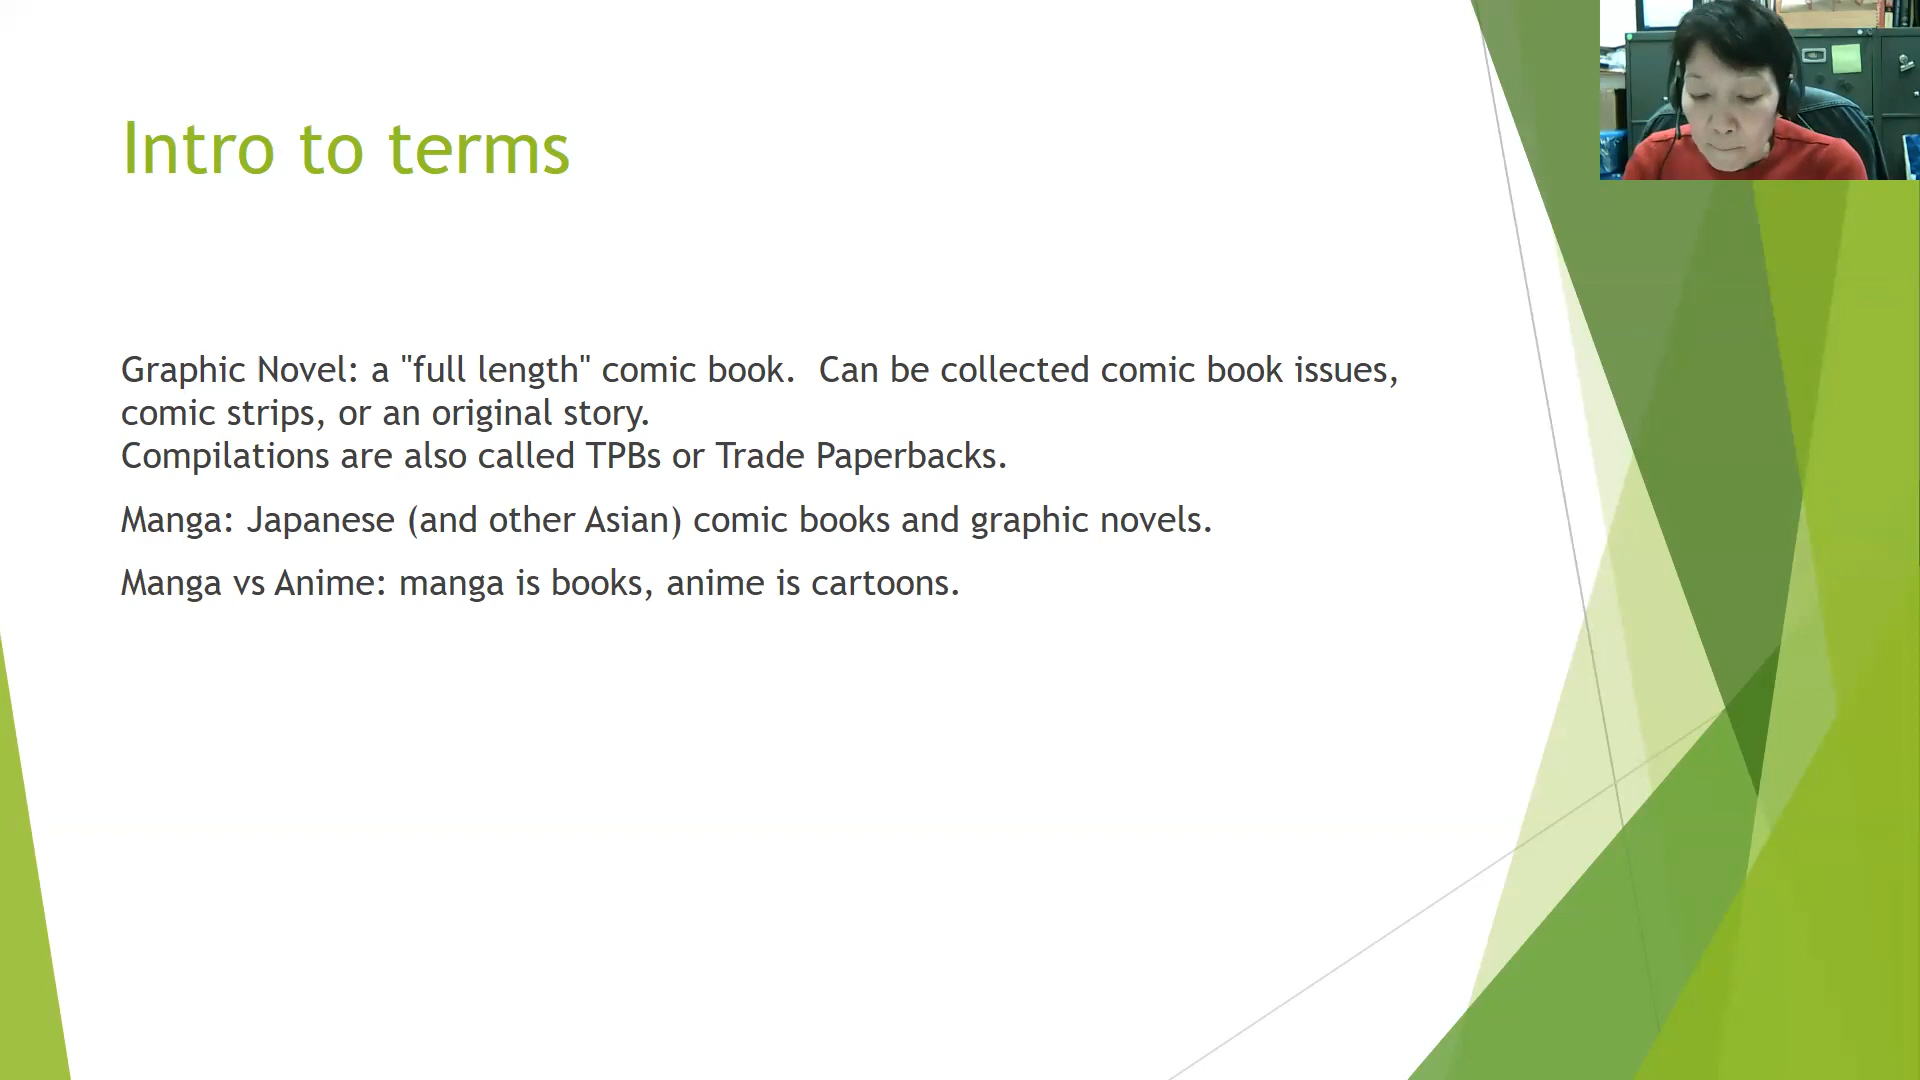 Intro to terms
Graphic Novel: a "full length" comic book.  Can be collected comic book issues,
comic strips, or an original story.
Compilations are also called TPBs or Trade Paperbacks.
Manga: Japanese (and other Asian) comic books and graphic novels.
Manga vs Anime: manga is books, anime is cartoons.